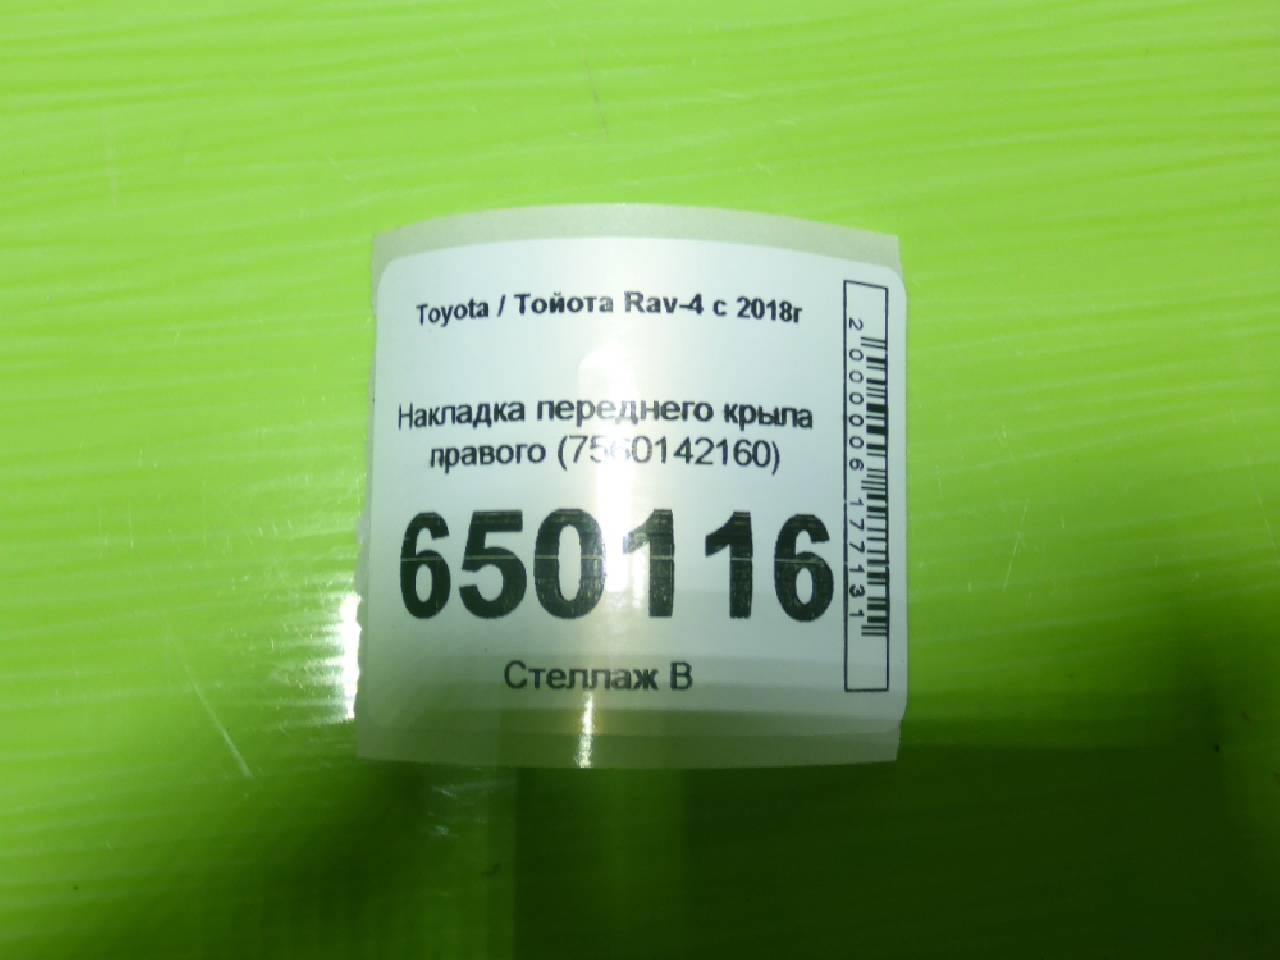 Toyota / Тойота Rav-4 с 2018г
Накладка переднего крыла
правого (7560142160)
650116
Стеллаж В
2000006177131